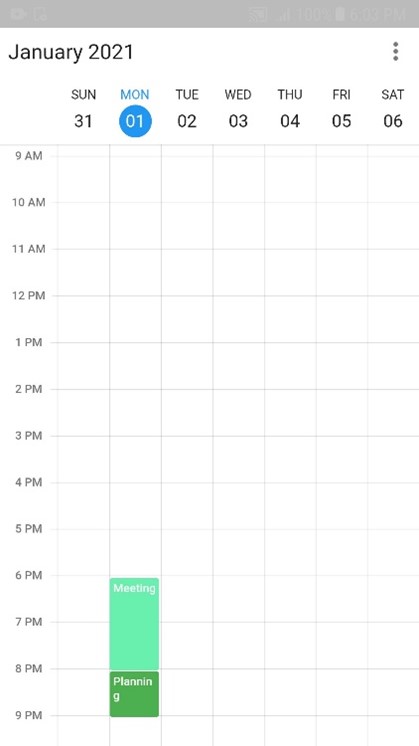 100% 6:03 PM
January 2021
SUN MON TUE WED THU FRI SAT
31 01 02 03 04 05 06
9 AM
10 AM
11 AM
12 PM
1 PM
2 PM
3 PM
4 PM
5 PM
6 PM
Meeting
7 PM
8 PM
Plannin
g
9 PM